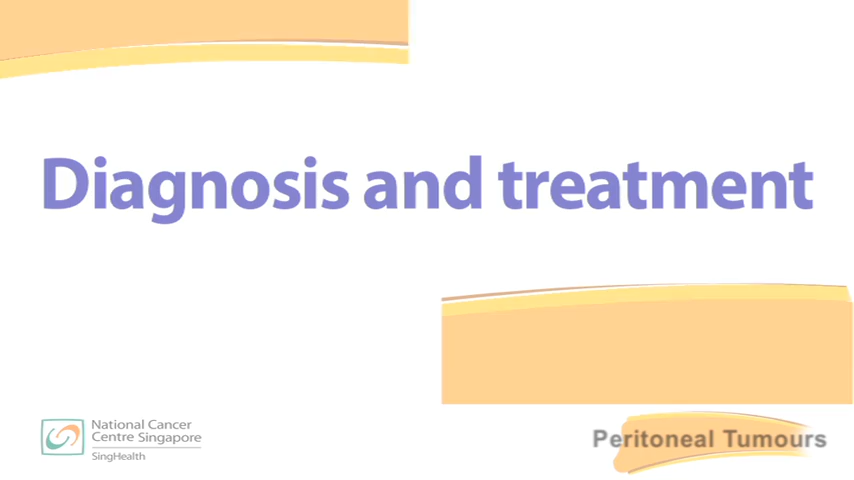 Diagnosis and treatment
National Cancer
Centre Singapore
SingHealth
Peritoneal Tumours